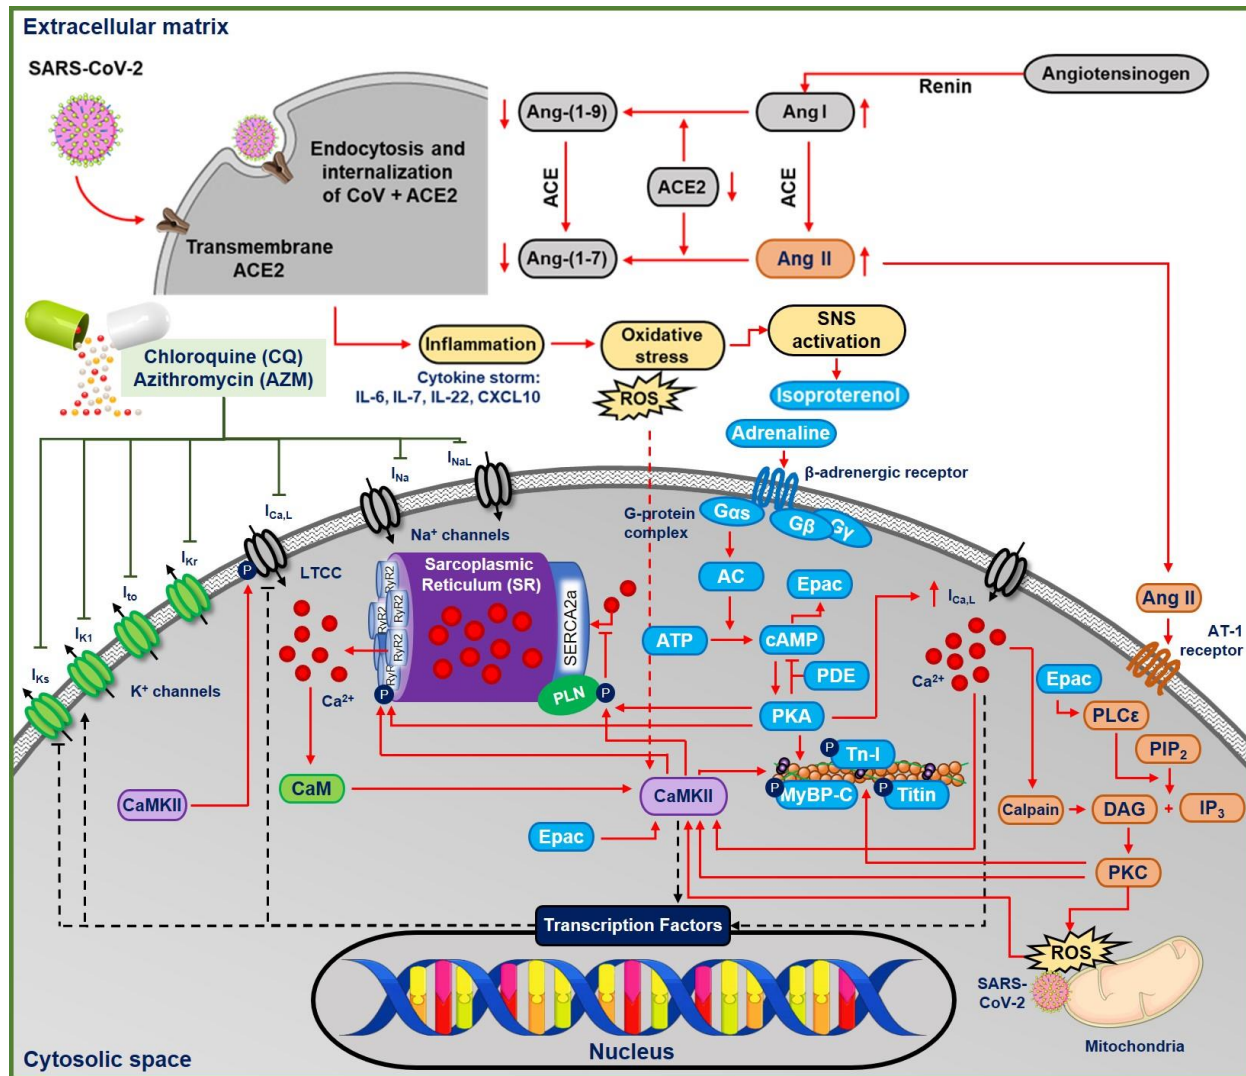 Extracellular matrix
SARS-CoV-2
Endocytosis and
internalization
of CoV + ACE2
Transmembrane
ACE2
Angiotensinogen
Renin
Ang-(1-9)
Ang I
ACE
ACE2
ACE
Ang-(1-7)
Ang II
Chloroquine (CQ)
Azithromycin (AZM)
Inflammation
Cytokine storm:
IL-6, IL-7, IL-22, CXCL10
Oxidative
stress
ROS
SNS
activation
Isoproterenol
Adrenaline
β-adrenergic receptor
G-protein
complex
Gαs
Gβ
Gγ
INaL
INa
ICa,L
IKr
Ito
IK1
IKs
Na+ channels
LTCC
K+ channels
P
Sarcoplasmic
Reticulum (SR)
RyR2
RyR2
RyR2
RyR2
RyR2
SERCA2a
PLN
P
P
Ca2+
AC
Epac
ATP
cAMP
PDE
PKA
ICa,L
Ca2+
Ang II
AT-1
receptor
Epac
PLCε
PIP2
Calpain
DAG
+
IP3
PKC
P
Tn-I
P
MyBP-C
P
Titin
CaMKII
CaM
CaMKII
Epac
Transcription Factors
ROS
SARS-
CoV-2
Mitochondria
Nucleus
Cytosolic space